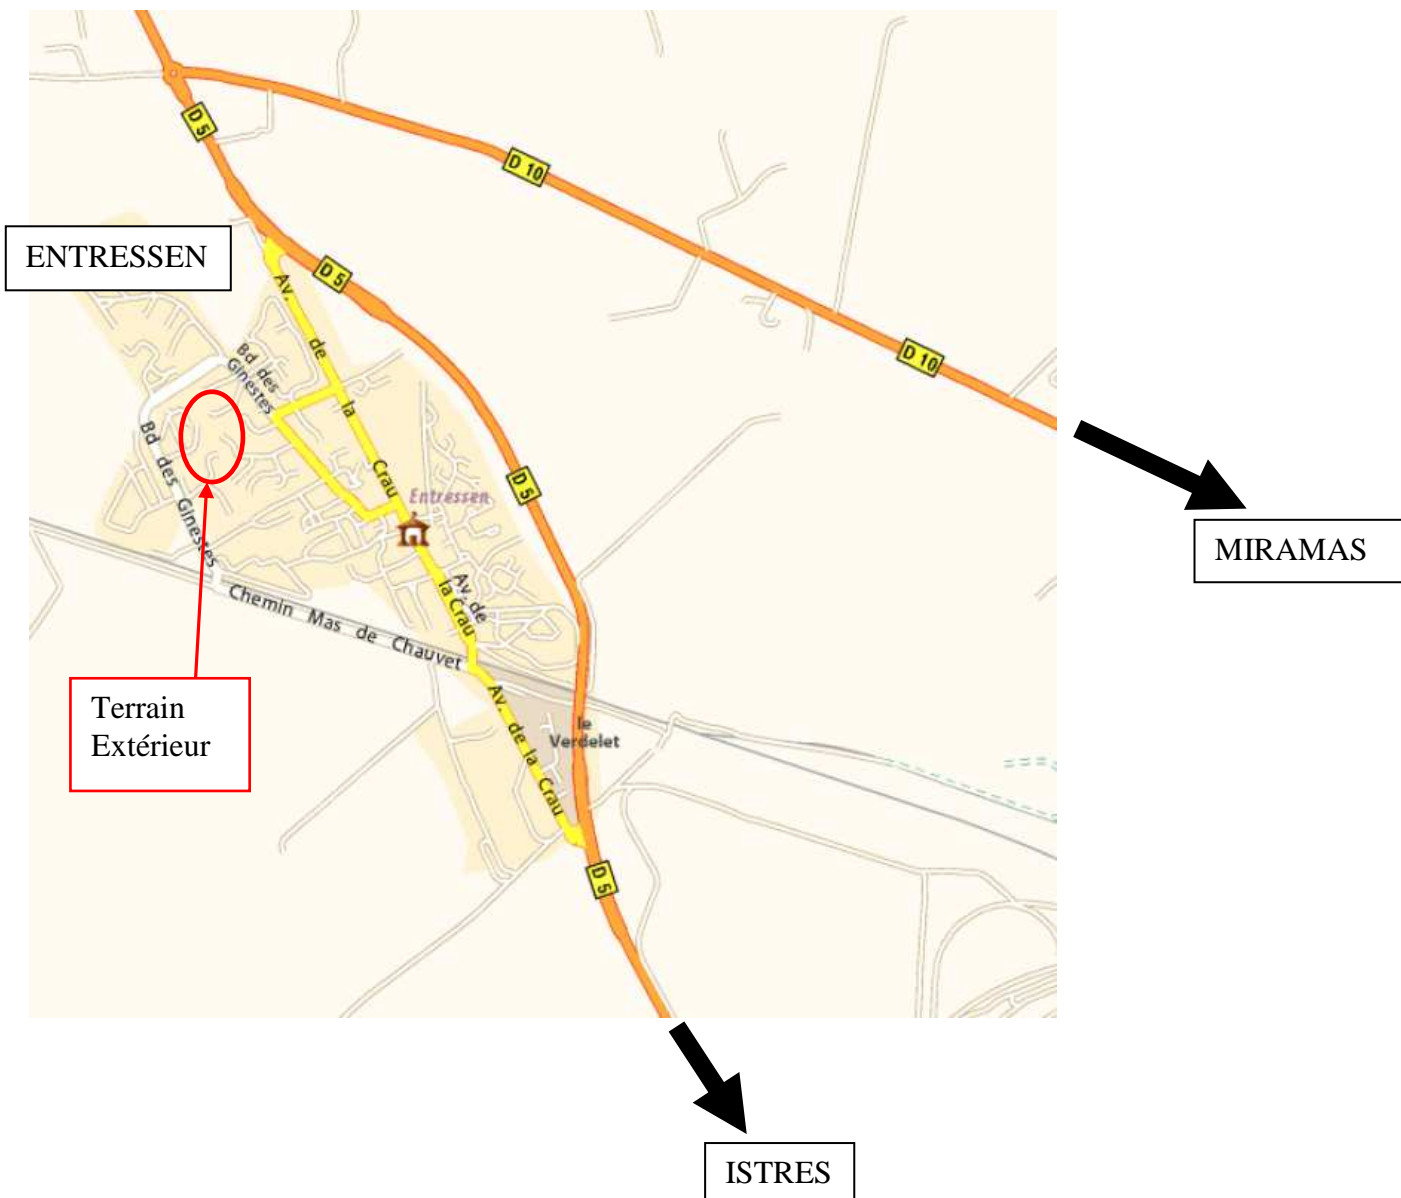 D 5
D 10
ENTRESSEN
D 5
Av. de la Crau
D 10
Bd des
Ginestes
Bd des Ginestes
D 5
Entressen
MIRAMAS
Av. de
la Crau
Chemin Mas de Chauvet
Terrain
Extérieur
Av. de la Crau
le
Verdelet
D 5
ISTRES